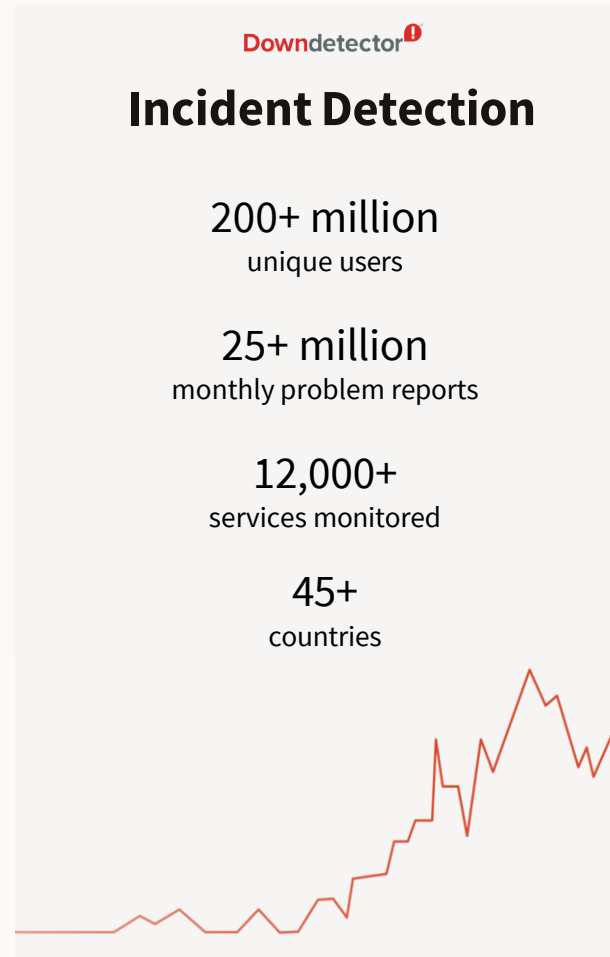 Downdetector
Incident Detection
200+ million
unique users
25+ million
monthly problem reports
12,000+
services monitored
45+
countries